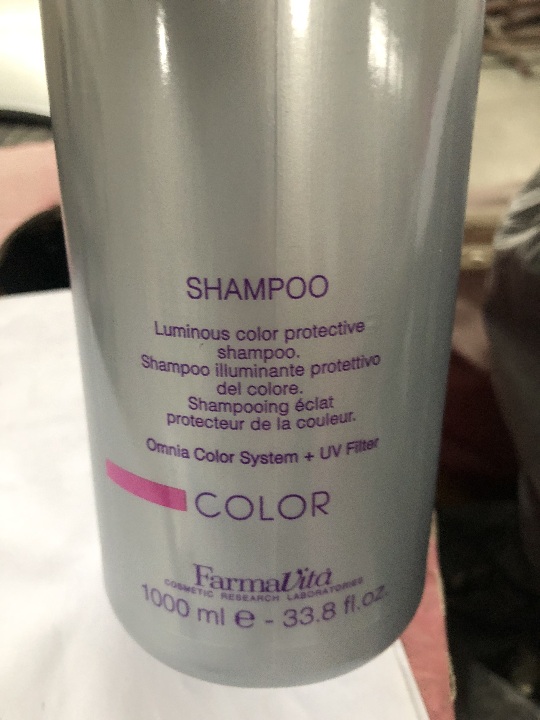 SHAMPOO
Luminous color protective
shampoo.
Shampoo illuminante protettivo
del colore.
Shampooing éclat
protecteur de la couleur.
Omnia Color System + UV Filter
COLOR
FarmaVita
COSMETIC RESEARCH LABORATORIES
1000 ml e - 33.8 fl.oz.